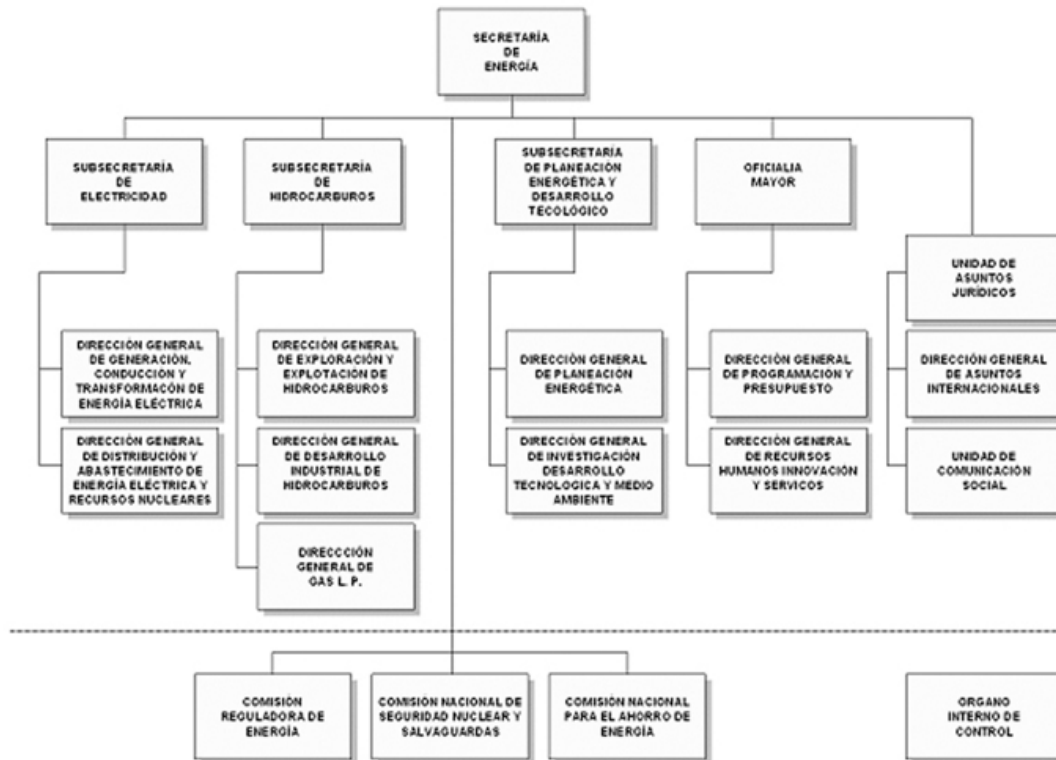 SECRETARÍA
DE
ENERGÍA
SUBSECRETARÍA
DE
ELECTRICIDAD
SUBSECRETARÍA
DE
HIDROCARBUROS
SUBSECRETARÍA
DE PLANEACIÓN
ENERGÉTICA Y
DESARROLLO
TECOLÓGICO
OFICIALIA
MAYOR
UNIDAD DE
ASUNTOS
JURÍDICOS
DIRECCIÓN GENERAL
DE GENERACIÓN,
CONDUCCIÓN Y
TRANSFORMACÓN DE
ENERGÍA ELÉCTRICA
DIRECCIÓN GENERAL
DE EXPLORACIÓN Y
EXPLOTACIÓN DE
HIDROCARBUROS
DIRECCIÓN GENERAL
DE PLANEACIÓN
ENERGÉTICA
DIRECCIÓN GENERAL
DE PROGRAMACIÓN Y
PRESUPUESTO
DIRECCIÓN GENERAL
DE ASUNTOS
INTERNACIONALES
DIRECCIÓN GENERAL
DE DISTRIBUCIÓN Y
ABASTECIMIENTO DE
ENERGÍA ELÉCTRICA Y
RECURSOS NUCLEARES
DIRECCIÓN GENERAL
DE DESARROLLO
INDUSTRIAL DE
HIDROCARBUROS
DIRECCIÓN GENERAL
DE INVESTIGACIÓN
DESARROLLO
TECNOLOGICA Y MEDIO
AMBIENTE
DIRECCIÓN GENERAL
DE RECURSOS
HUMANOS INNOVACIÓN
Y SERVICOS
UNIDAD DE
COMUNICACIÓN
SOCIAL
DIRECCCIÓN
GENERAL DE
GAS L. P.
COMISIÓN
REGULADORA DE
ENERGÍA
COMISIÓN NACIONAL DE
SEGURIDAD NUCLEAR Y
SALVAGUARDAS
COMISIÓN NACIONAL
PARA EL AHORRO DE
ENERGÍA
ORGANO
INTERNO DE
CONTROL